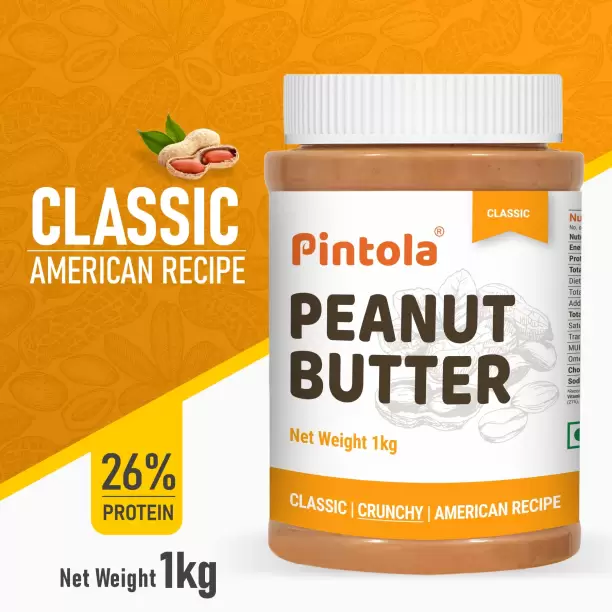 CLASSIC
AMERICAN RECIPE
26%
PROTEIN
Net Weight 1kg
CLASSIC
Pintola®
PEANUT
BUTTER
Net Weight 1kg
CLASSIC | CRUNCHY | AMERICAN RECIPE